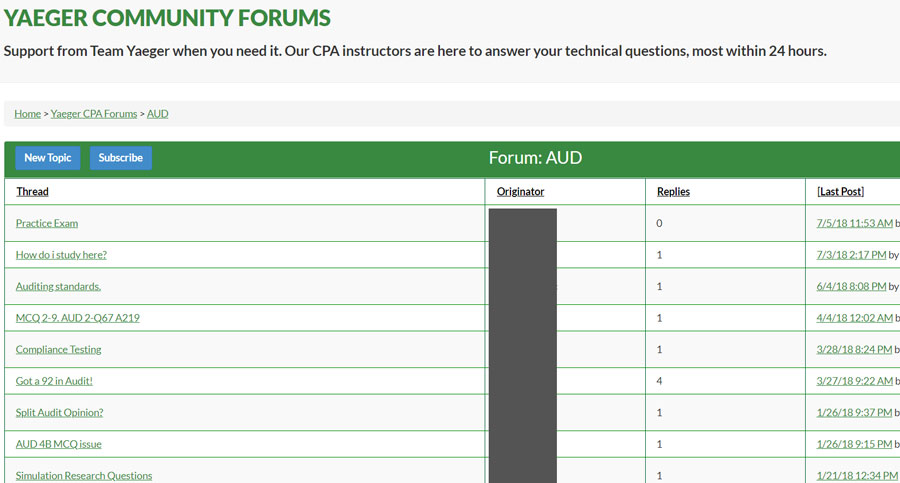 YAEGER COMMUNITY FORUMS
Support from Team Yaeger when you need it. Our CPA instructors are here to answer your technical questions, most within 24 hours.
Home > Yaeger CPA Forums > AUD
New Topic Subscribe Forum: AUD
Thread Originator Replies [Last Post]
Practice Exam 0 7/5/18 11:53 AM b
How do i study here? 1 7/3/18 2:17 PM by
Auditing standards. 1 6/4/18 8:08 PM by
MCQ 2-9. AUD 2-Q67 A219 1 4/4/18 12:02 AM b
Compliance Testing 1 3/28/18 8:24 PM b
Got a 92 in Audit! 4 3/27/18 9:22 AM b
Split Audit Opinion? 1 1/26/18 9:37 PM b
AUD 4B MCQ issue 1 1/26/18 9:15 PM b
Simulation Research Questions 1 1/21/18 12:34 PM